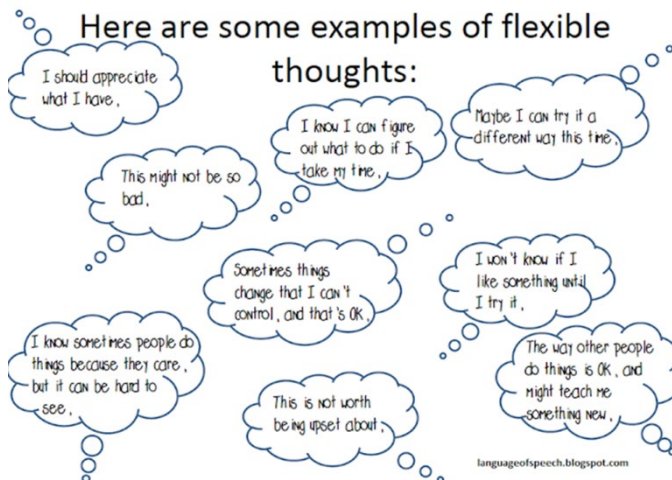 Here are some examples of flexible
thoughts:
I should appreciate
what I have.
I know I can figure
out what to do if I
take my time.
Maybe I can try it a
different way this time.
This might not be so
bad.
Sometimes things
change that I can't
control, and that's OK.
I won't know if I
like something until
I try it.
I know sometimes people do
things because they care,
but it can be hard to
see.
The way other people
do things is OK, and
might teach me
something new.
This is not worth
being upset about.
languageofspeech.blogspot.com